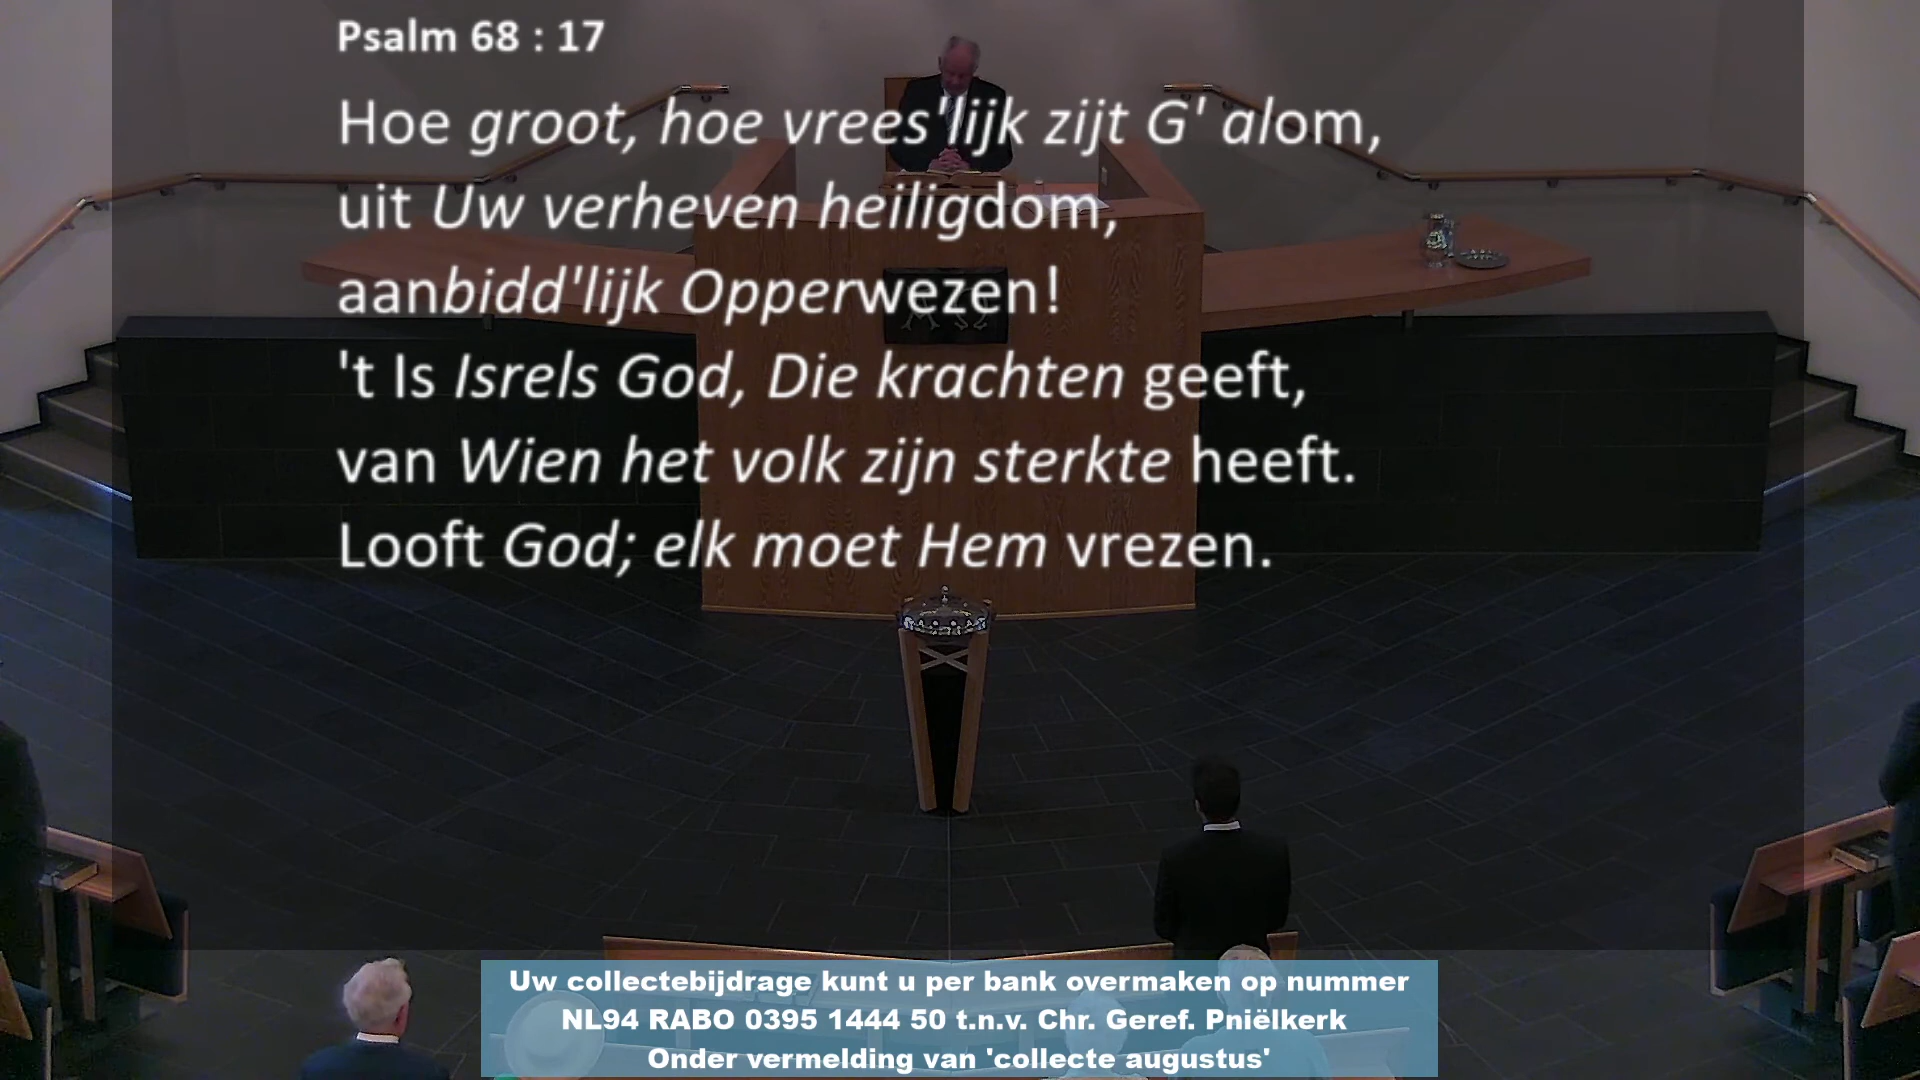 Psalm 68 : 17
Hoe groot, hoe vrees'lijk zijt G' alom,
uit Uw verheven heiligdom,
aanbidd'lijk Opperwezen!
't Is Isrels God, Die krachten geeft,
van Wien het volk zijn sterkte heeft.
Looft God; elk moet Hem vrezen.
Uw collectebijdrage kunt u per bank overmaken op nummer
NL94 RABO 0395 1444 50 t.n.v. Chr. Geref. Pniëlkerk
Onder vermelding van 'collecte augustus'